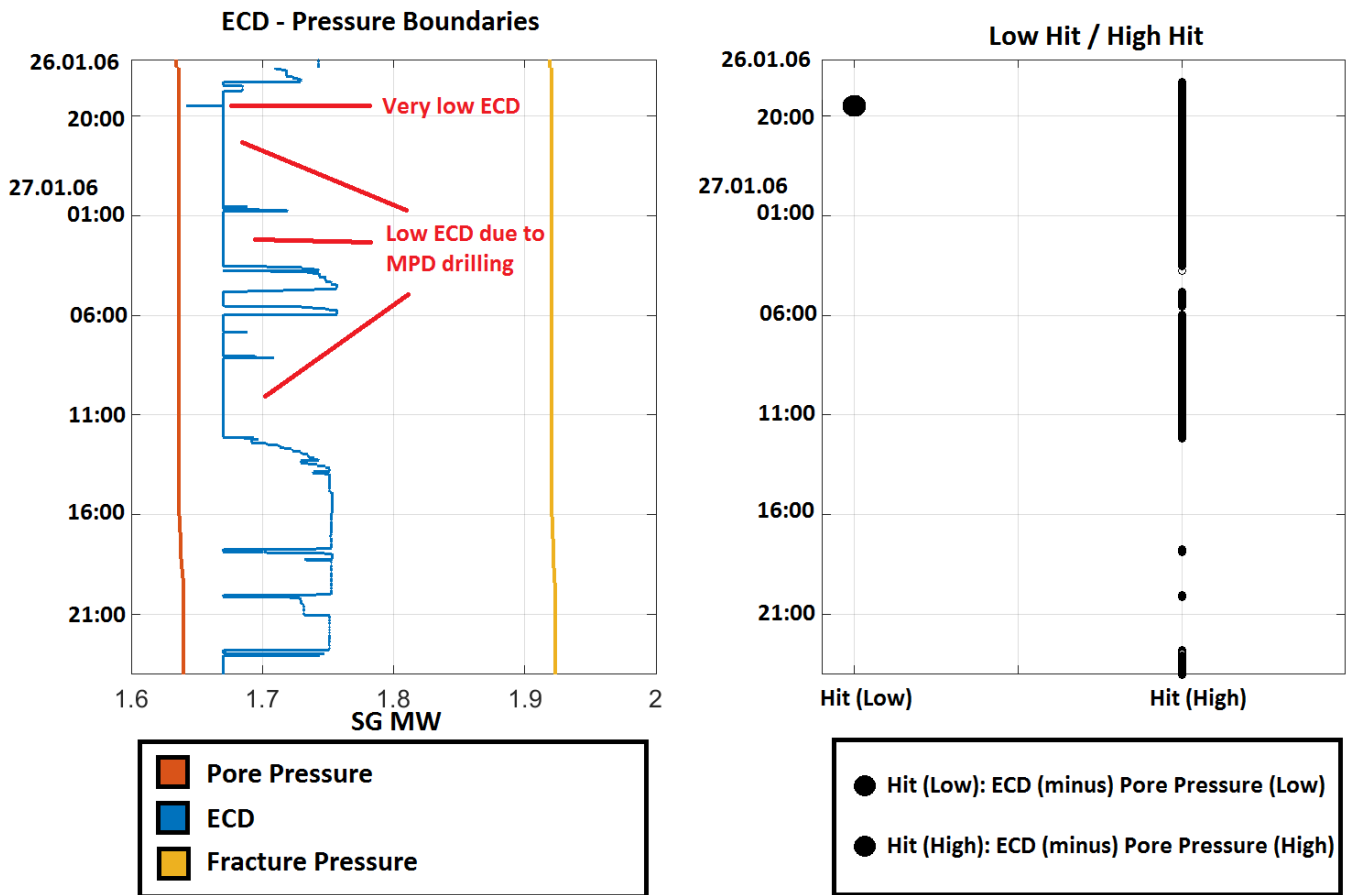 ECD - Pressure Boundaries
26.01.06
20:00
27.01.06
01:00
06:00
11:00
16:00
21:00
Very low ECD
Low ECD due to
MPD drilling
1.6
1.7
1.8
1.9
2
SG MW
Pore Pressure
ECD
Fracture Pressure
Low Hit / High Hit
26.01.06
20:00
27.01.06
01:00
06:00
11:00
16:00
21:00
Hit (Low)
Hit (High)
Hit (Low): ECD (minus) Pore Pressure (Low)
Hit (High): ECD (minus) Pore Pressure (High)